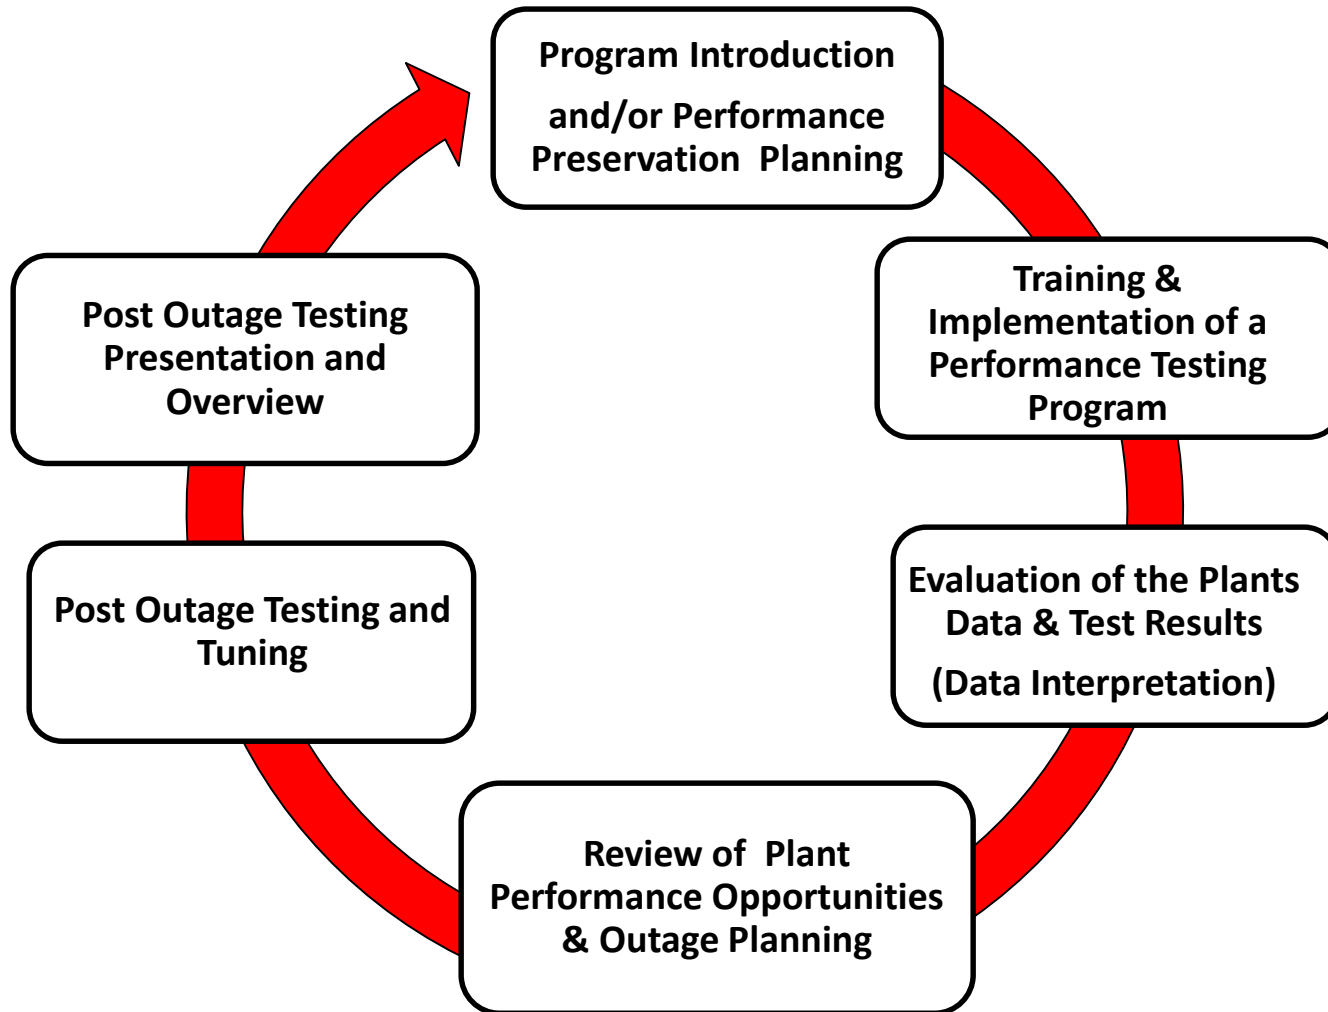 Program Introduction
and/or Performance
Preservation Planning
Training &
Implementation of a
Performance Testing
Program
Evaluation of the Plants
Data & Test Results
(Data Interpretation)
Review of Plant
Performance Opportunities
& Outage Planning
Post Outage Testing and
Tuning
Post Outage Testing
Presentation and
Overview